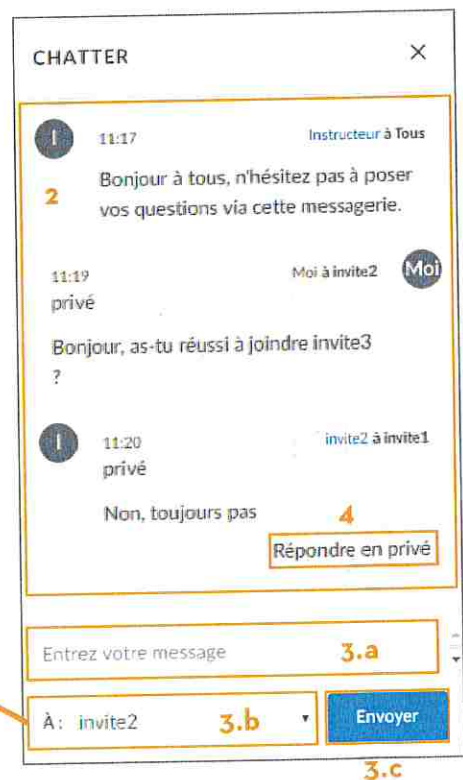 CHATTER ×
I 11:17 Instructeur à Tous
2
Bonjour à tous, n'hésitez pas à poser
vos questions via cette messagerie.
11:19 Moi à invite2 Moi
privé
Bonjour, as-tu réussi à joindre invite3
?
I 11:20 invite2 à invite1
privé
Non, toujours pas
4
Répondre en privé
Entrez votre message 3.a
À : invite2 3.b Envoyer
3.c